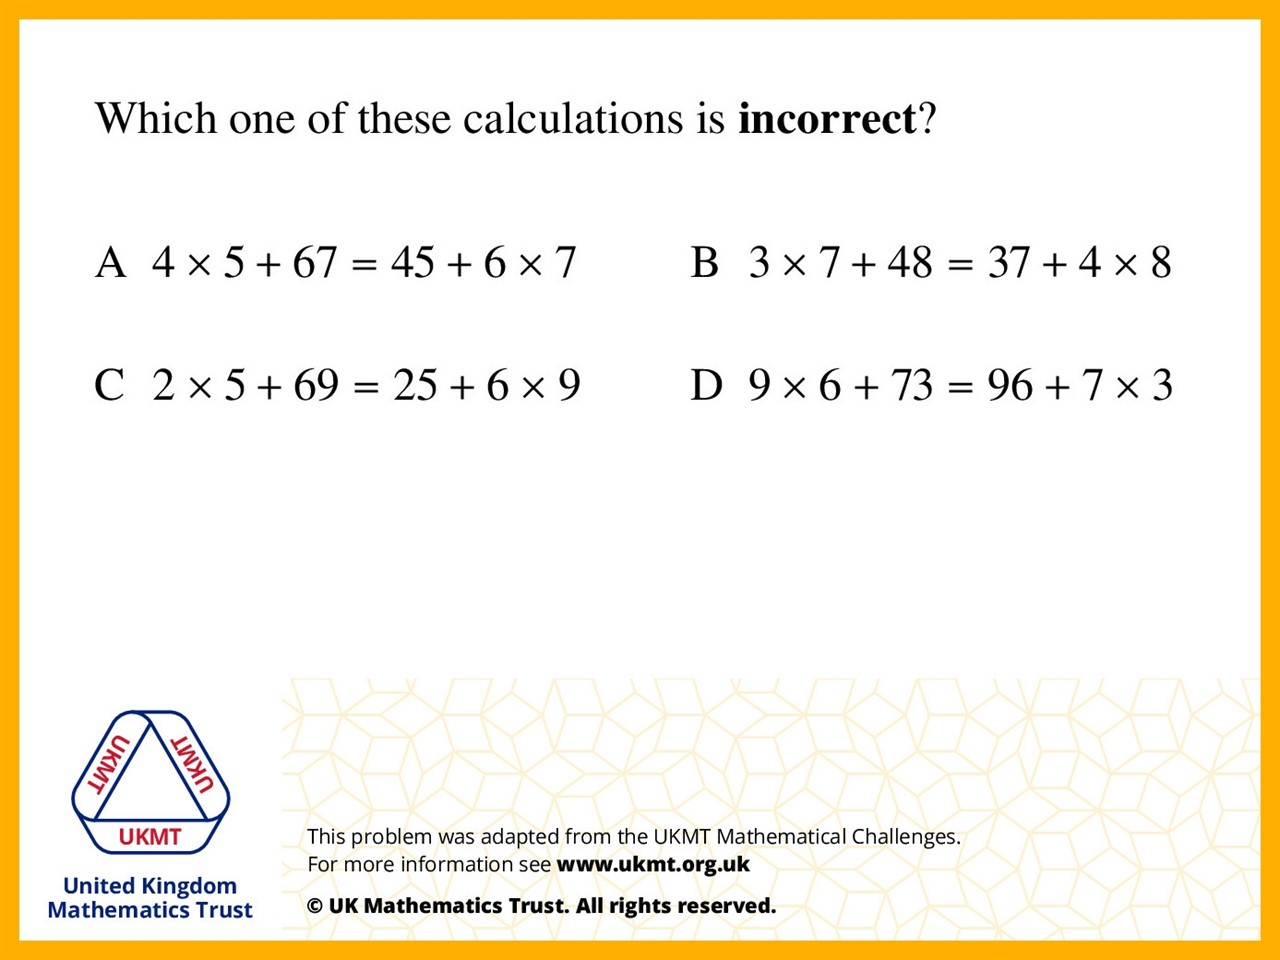 Which one of these calculations is incorrect?
A 4 × 5 + 67 = 45 + 6 × 7
B 3 × 7 + 48 = 37 + 4 × 8
C 2 × 5 + 69 = 25 + 6 × 9
D 9 × 6 + 73 = 96 + 7 × 3
UKMT
UKMT
UKMT
United Kingdom
Mathematics Trust
This problem was adapted from the UKMT Mathematical Challenges.
For more information see www.ukmt.org.uk
© UK Mathematics Trust. All rights reserved.